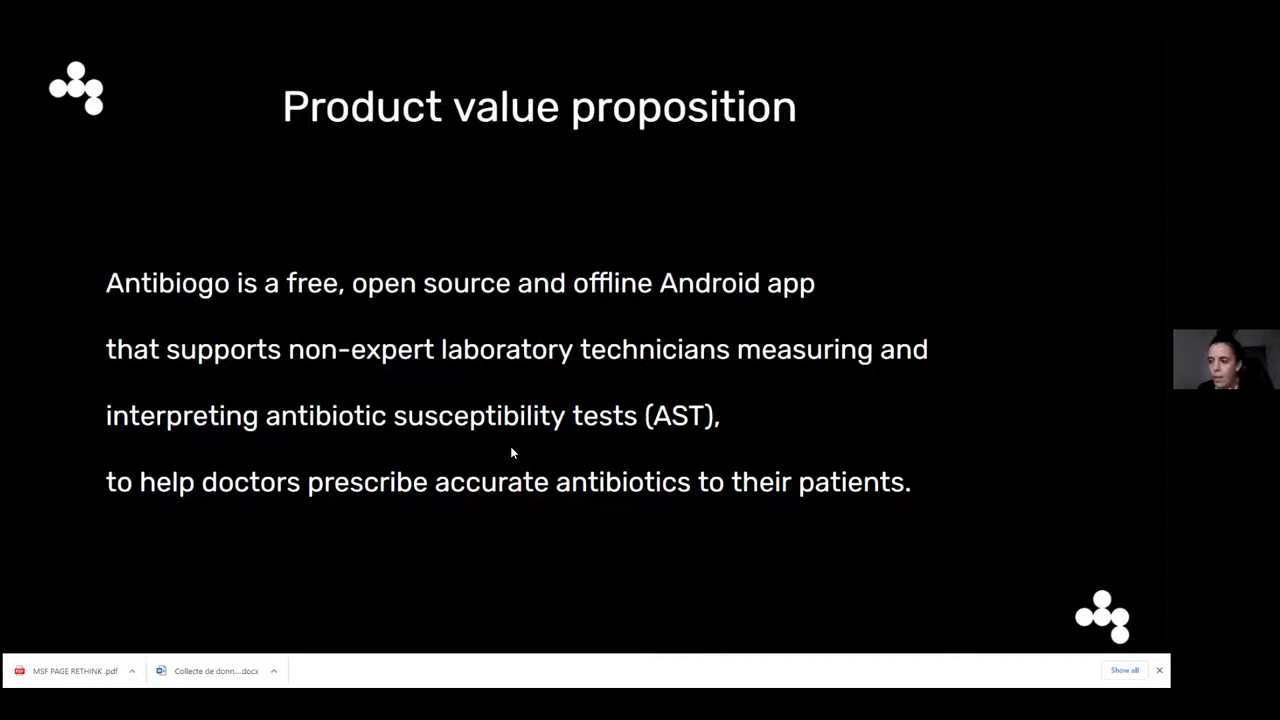 Product value proposition
Antibiogo is a free, open source and offline Android app
that supports non-expert laboratory technicians measuring and
interpreting antibiotic susceptibility tests (AST),
to help doctors prescribe accurate antibiotics to their patients.
MSF PAGE RETHINK .pdf
Collecte de donn....docx
Show all